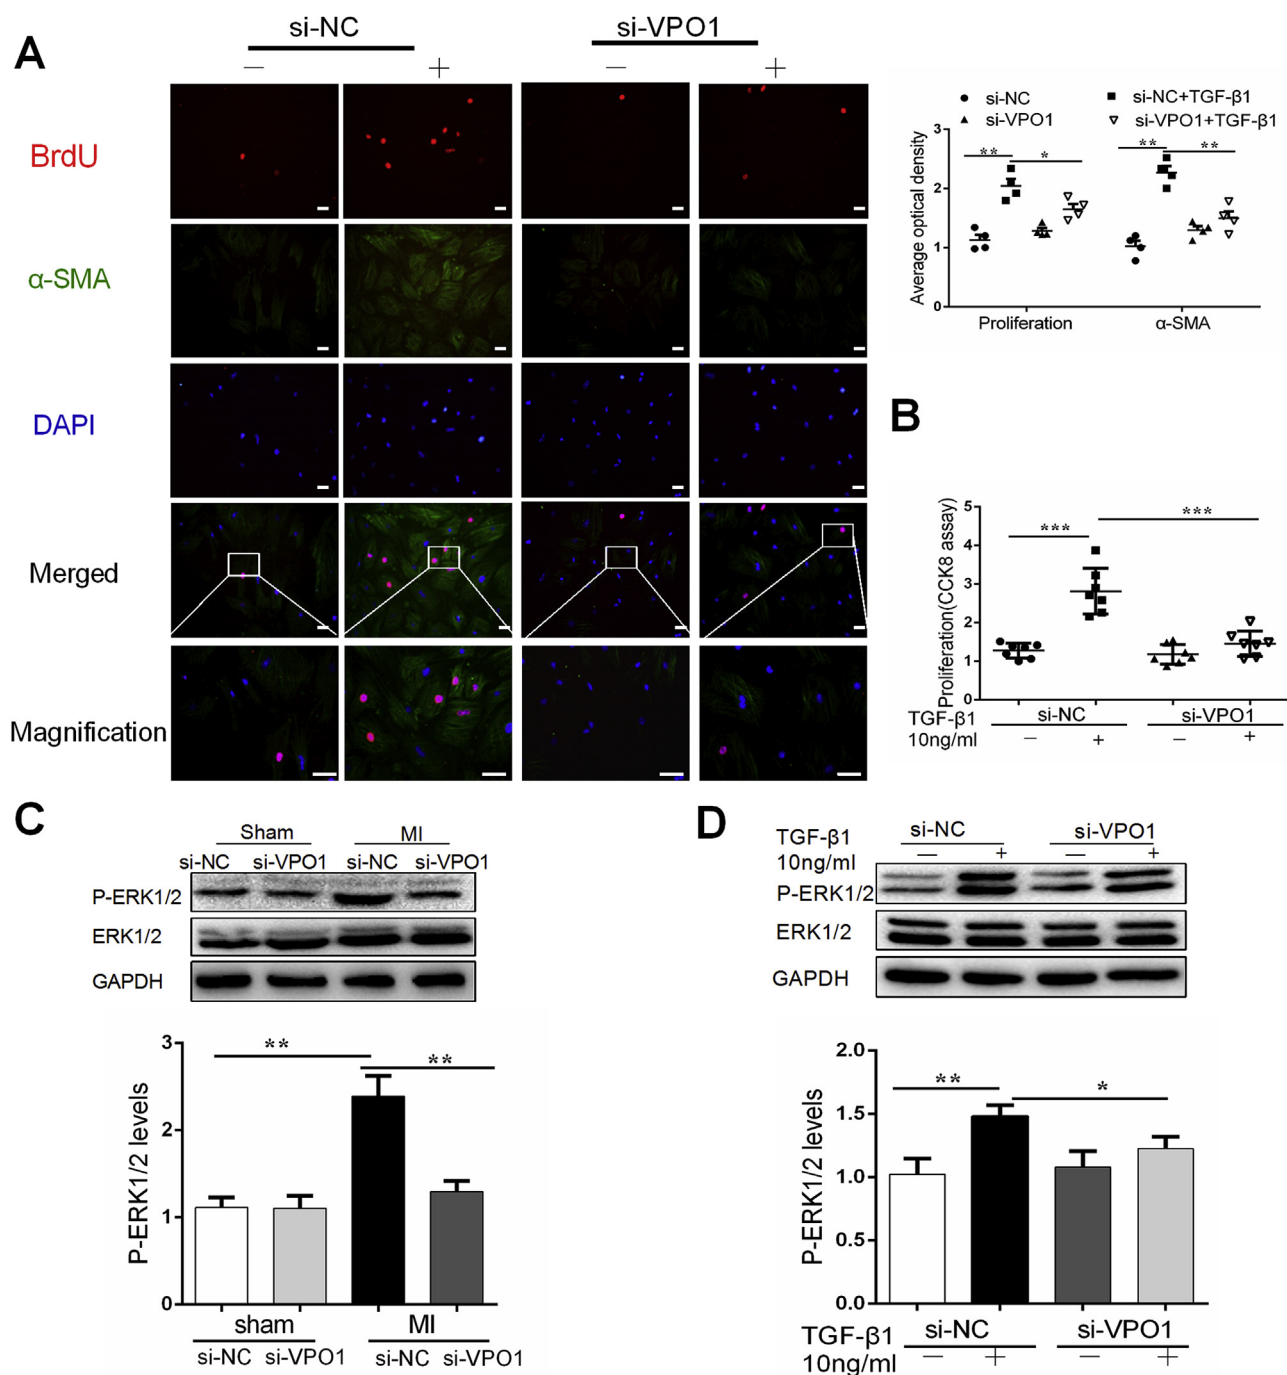 A
si-NC
si-VPO1
— + — +
BrdU
α-SMA
DAPI
Merged
Magnification
● si-NC ■ si-NC+TGF-β1
▲ si-VPO1 ▽ si-VPO1+TGF-β1
Average optical density
3
2
1
0
** * ** **
Proliferation α-SMA
B
Proliferation(CCK8 assay)
5
4
3
2
1
0
*** ***
TGF-β1 si-NC si-VPO1
10ng/ml — + — +
C
Sham MI
si-NC si-VPO1 si-NC si-VPO1
P-ERK1/2
ERK1/2
GAPDH
P-ERK1/2 levels
3
2
1
0
** **
sham MI
si-NC si-VPO1 si-NC si-VPO1
D
TGF-β1 si-NC si-VPO1
10ng/ml — + — +
P-ERK1/2
ERK1/2
GAPDH
P-ERK1/2 levels
2.0
1.5
1.0
0.5
0.0
** *
TGF-β1 si-NC si-VPO1
10ng/ml — + — +